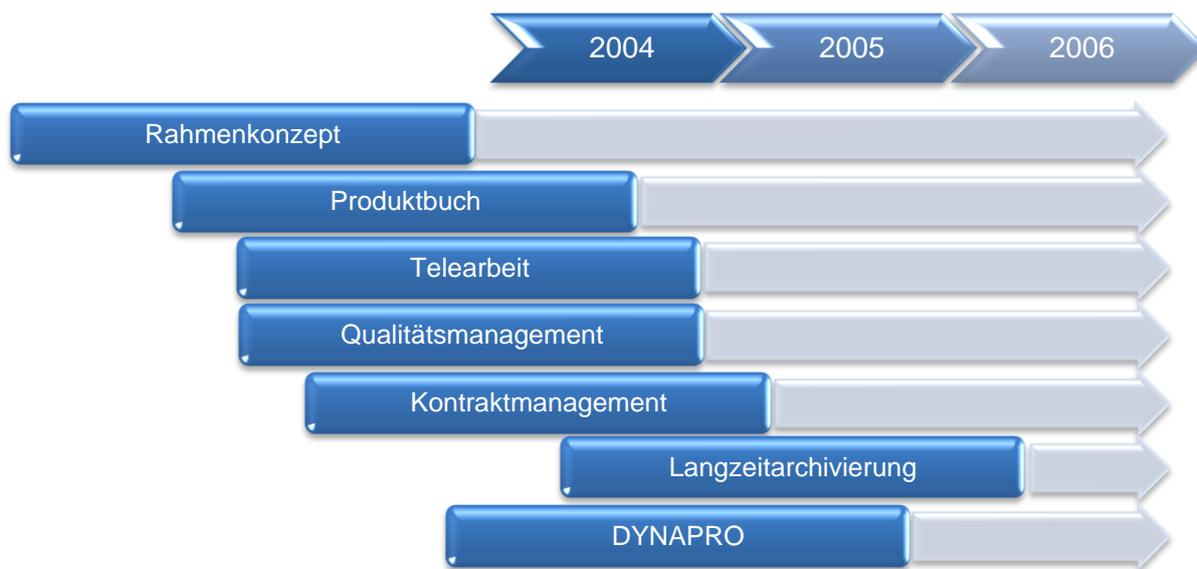 2004 2005 2006
Rahmenkonzept
Produktbuch
Telearbeit
Qualitätsmanagement
Kontraktmanagement
Langzeitarchivierung
DYNAPRO